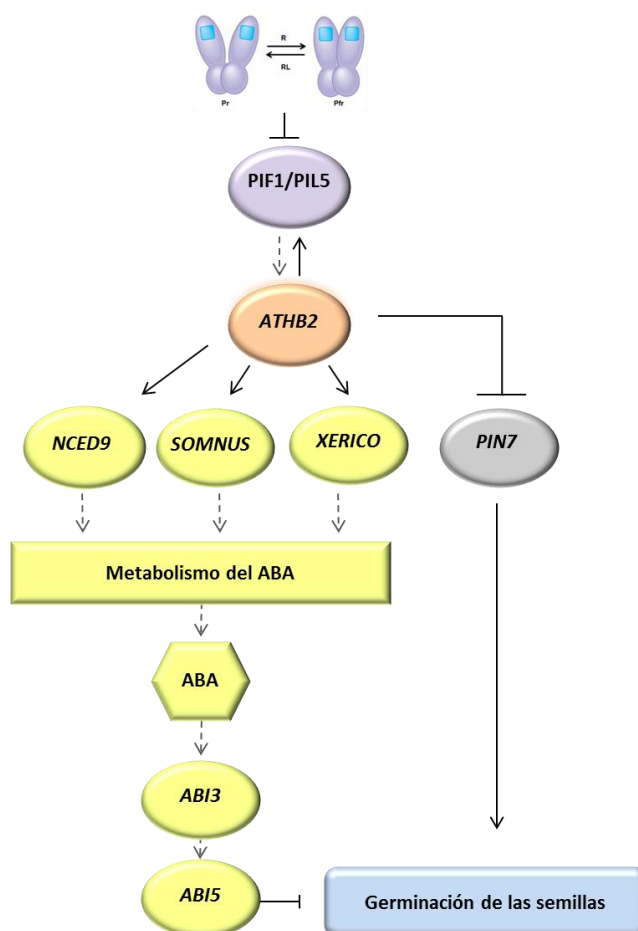 R
RL
Pr
Pfr
PIF1/PIL5
ATHB2
NCED9
SOMNUS
XERICO
PIN7
Metabolismo del ABA
ABA
ABI3
ABI5
Germinación de las semillas